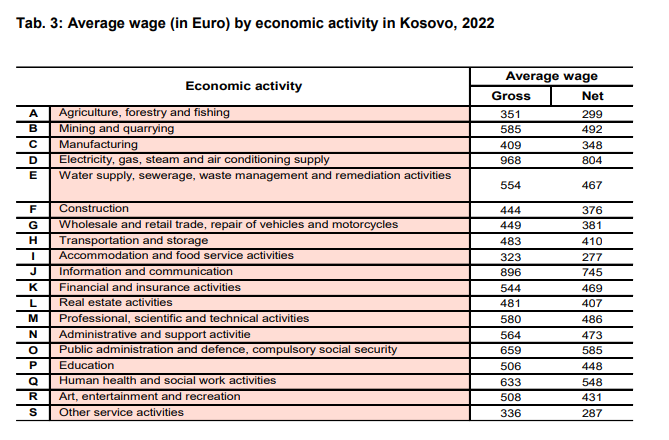 Tab. 3: Average wage (in Euro) by economic activity in Kosovo, 2022
Economic activity Average wage
Gross Net
A Agriculture, forestry and fishing 351 299
B Mining and quarrying 585 492
C Manufacturing 409 348
D Electricity, gas, steam and air conditioning supply 968 804
E Water supply, sewerage, waste management and remediation activities 554 467
F Construction 444 376
G Wholesale and retail trade, repair of vehicles and motorcycles 449 381
H Transportation and storage 483 410
I Accommodation and food service activities 323 277
J Information and communication 896 745
K Financial and insurance activities 544 469
L Real estate activities 481 407
M Professional, scientific and technical activities 580 486
N Administrative and support activitie 564 473
O Public administration and defence, compulsory social security 659 585
P Education 506 448
Q Human health and social work activities 633 548
R Art, entertainment and recreation 508 431
S Other service activities 336 287